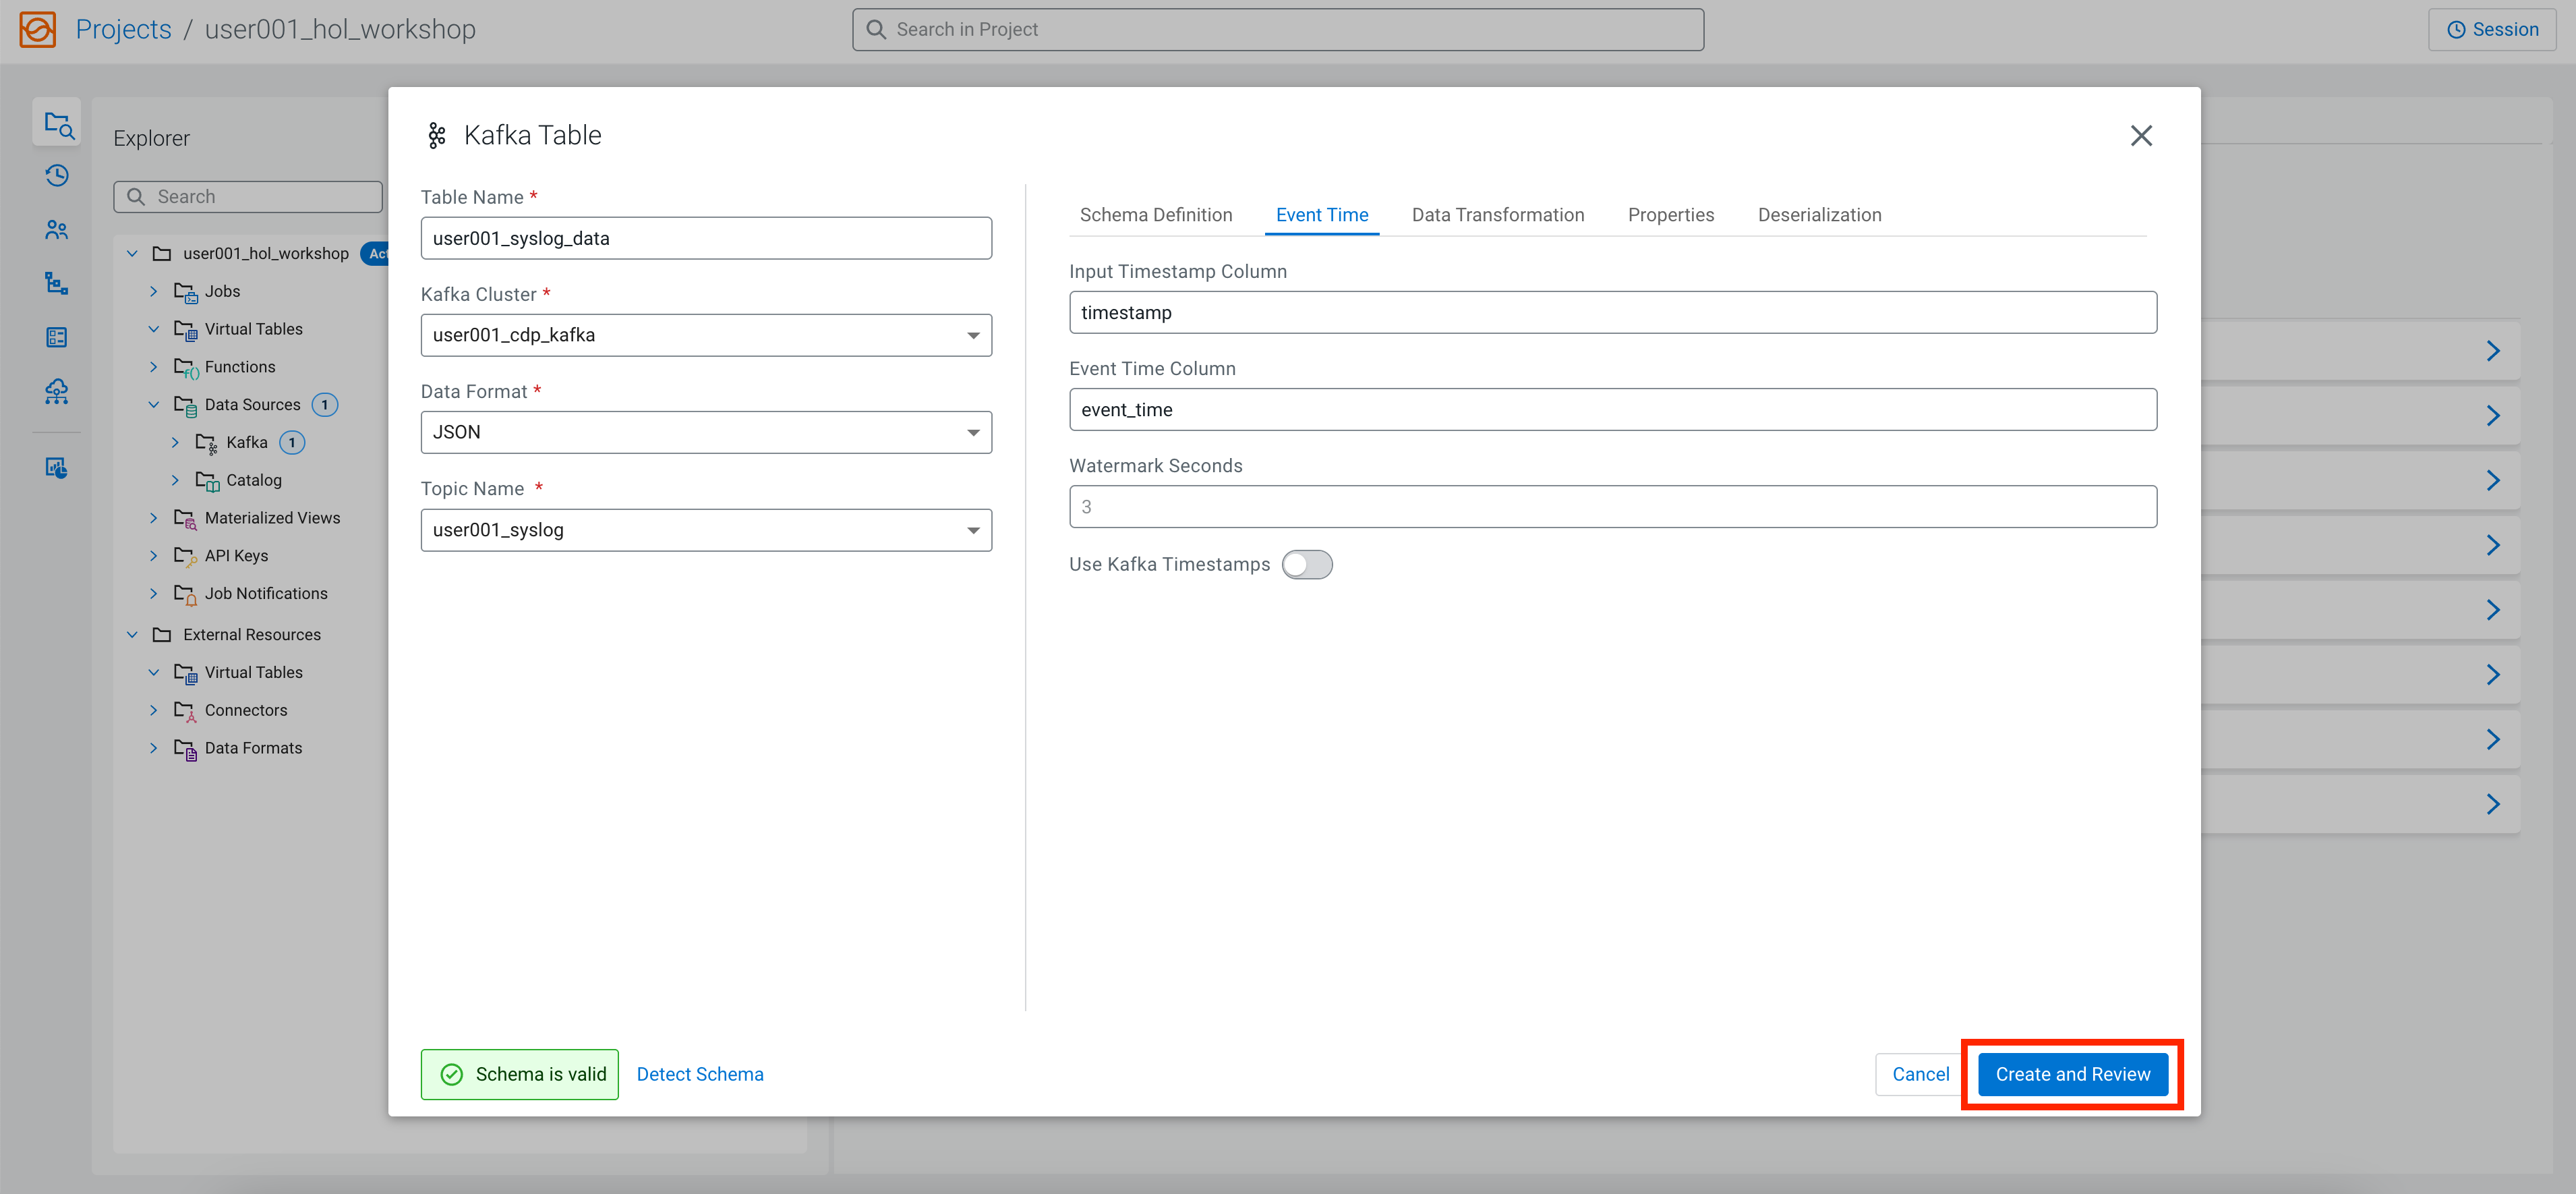 Projects / user001_hol_workshop
Search in Project
Session
Explorer
Search
user001_hol_workshop
Jobs
Virtual Tables
Functions
Data Sources 1
Kafka 1
Catalog
Materialized Views
API Keys
Job Notifications
External Resources
Virtual Tables
Connectors
Data Formats
Kafka Table
Table Name *
user001_syslog_data
Kafka Cluster *
user001_cdp_kafka
Data Format *
JSON
Topic Name *
user001_syslog
Schema Definition Event Time Data Transformation Properties Deserialization
Input Timestamp Column
timestamp
Event Time Column
event_time
Watermark Seconds
3
Use Kafka Timestamps
Schema is valid Detect Schema
Cancel Create and Review